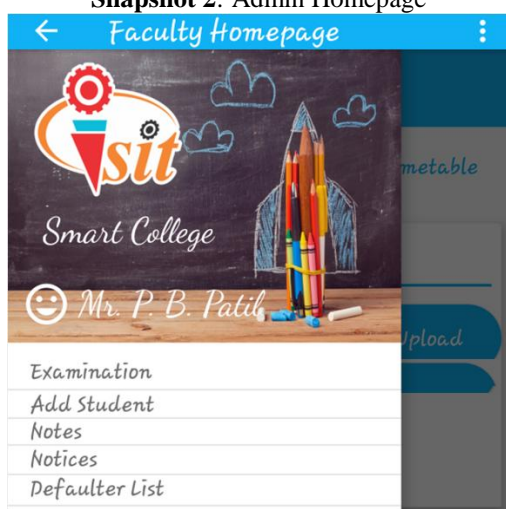 Snapshot 2: Admin Homepage
Faculty Homepage
isit
metable
Smart College
Mr. P. B. Patil
Upload
Examination
Add Student
Notes
Notices
Defaulter List